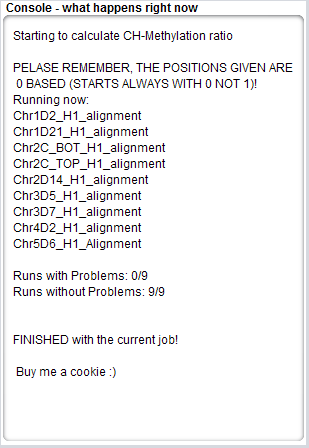 Console - what happens right now
Starting to calculate CH-Methylation ratio
PELASE REMEMBER, THE POSITIONS GIVEN ARE
0 BASED (STARTS ALWAYS WITH 0 NOT 1)!
Running now:
Chr1D2_H1_alignment
Chr1D21_H1_alignment
Chr2C_BOT_H1_alignment
Chr2C_TOP_H1_alignment
Chr2D14_H1_alignment
Chr3D5_H1_alignment
Chr3D7_H1_alignment
Chr4D2_H1_alignment
Chr5D6_H1_Alignment
Runs with Problems: 0/9
Runs without Problems: 9/9
FINISHED with the current job!
Buy me a cookie :)